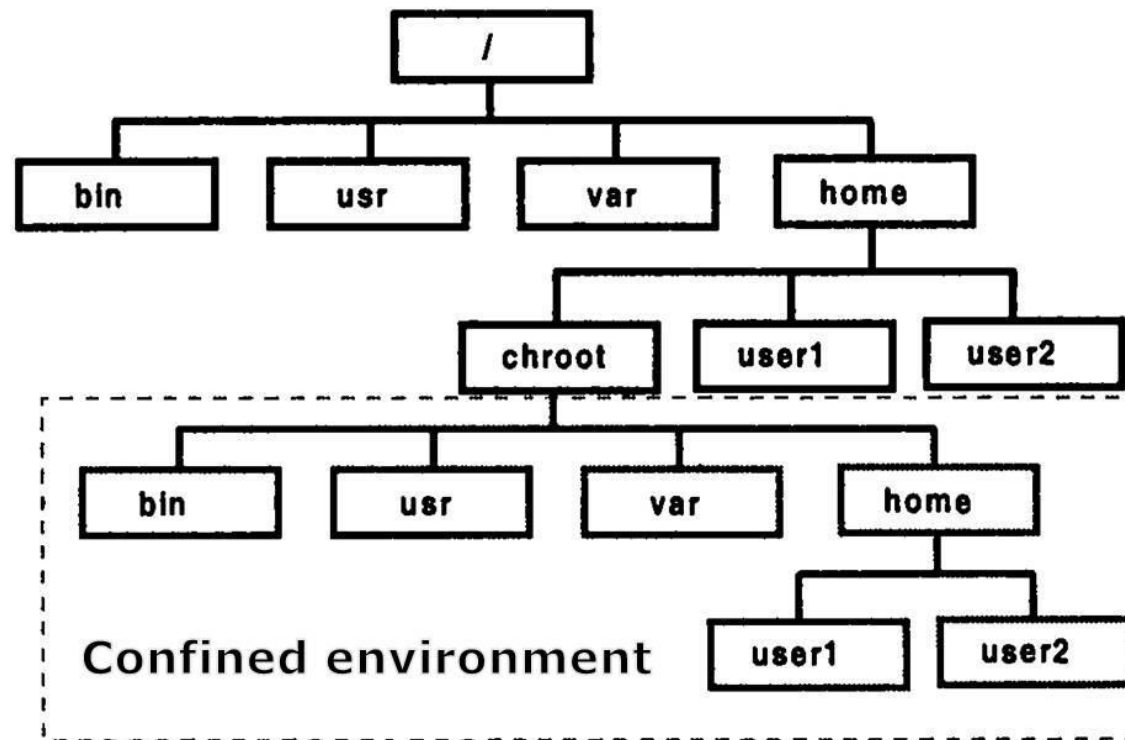 /
bin usr var home
chroot user1 user2
bin usr var home
Confined environment user1 user2